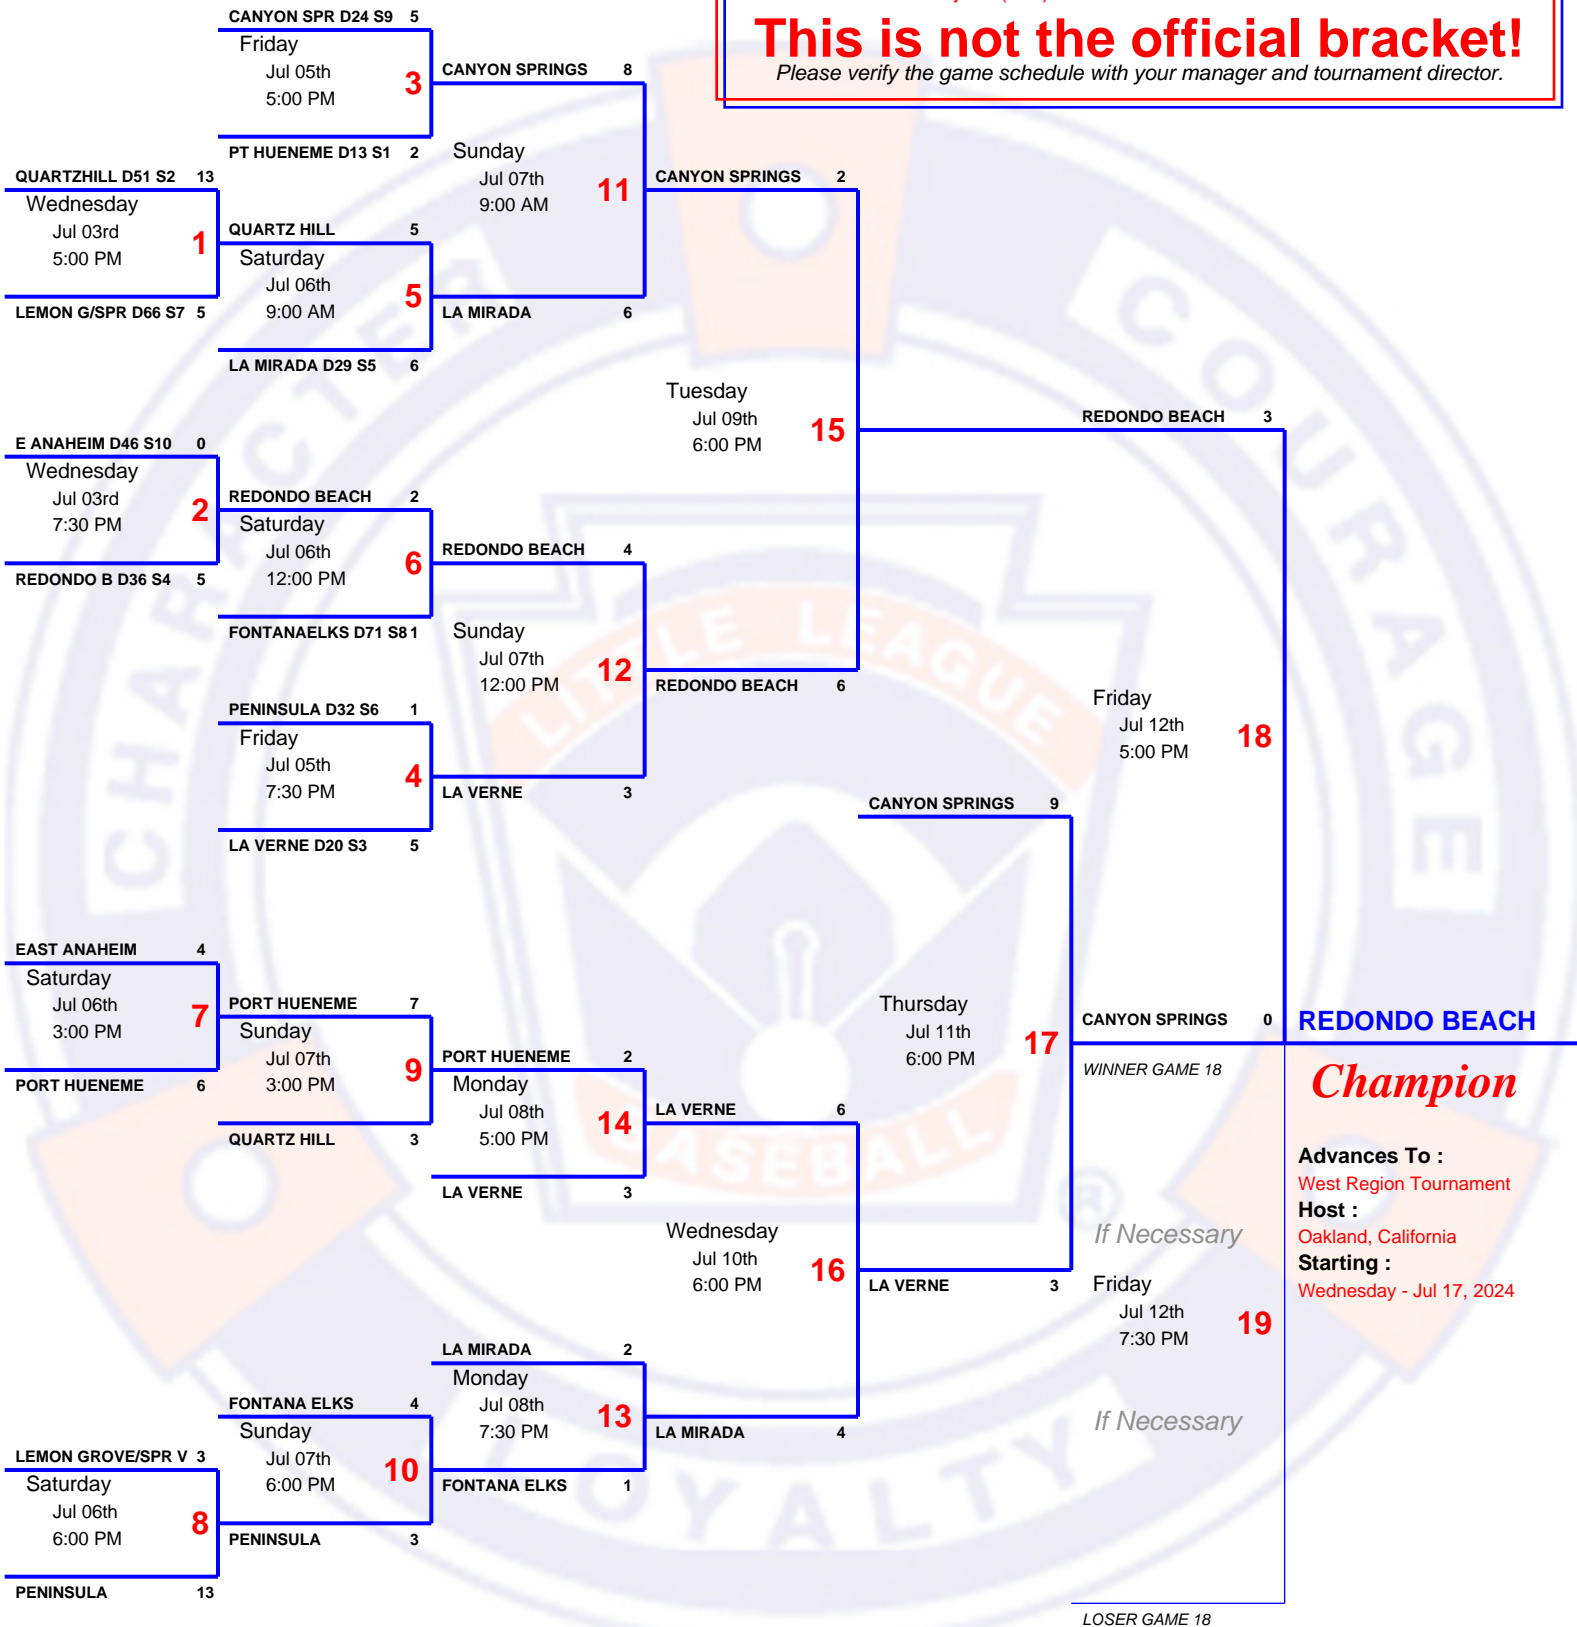 This is not the official bracket!
Please verify the game schedule with your manager and tournament director.
CANYON SPR D24 S9 5
Friday
Jul 05th
5:00 PM
3
PT HUENEME D13 S1 2
CANYON SPRINGS 8
Sunday
Jul 07th
9:00 AM
11
LA MIRADA 6
QUARTZHILL D51 S2 13
Wednesday
Jul 03rd
5:00 PM
1
LEMON G/SPR D66 S7 5
QUARTZ HILL 5
Saturday
Jul 06th
9:00 AM
5
LA MIRADA D29 S5 6
CANYON SPRINGS 2
Tuesday
Jul 09th
6:00 PM
15
REDONDO BEACH 6
E ANAHEIM D46 S10 0
Wednesday
Jul 03rd
7:30 PM
2
REDONDO B D36 S4 5
REDONDO BEACH 2
Saturday
Jul 06th
12:00 PM
6
FONTANAELKS D71 S8 1
REDONDO BEACH 4
Sunday
Jul 07th
12:00 PM
12
LA VERNE 3
PENINSULA D32 S6 1
Friday
Jul 05th
7:30 PM
4
LA VERNE D20 S3 5
REDONDO BEACH 3
Friday
Jul 12th
5:00 PM
18
CANYON SPRINGS 0
WINNER GAME 18
CANYON SPRINGS 9
Thursday
Jul 11th
6:00 PM
17
LA VERNE 3
EAST ANAHEIM 4
Saturday
Jul 06th
3:00 PM
7
PORT HUENEME 6
PORT HUENEME 7
Sunday
Jul 07th
3:00 PM
9
QUARTZ HILL 3
PORT HUENEME 2
Monday
Jul 08th
5:00 PM
14
LA VERNE 3
LA VERNE 6
Wednesday
Jul 10th
6:00 PM
16
LA MIRADA 4
LA MIRADA 2
Monday
Jul 08th
7:30 PM
13
FONTANA ELKS 1
FONTANA ELKS 4
Sunday
Jul 07th
6:00 PM
10
PENINSULA 3
LEMON GROVE/SPR V 3
Saturday
Jul 06th
6:00 PM
8
PENINSULA 13
If Necessary
Friday
Jul 12th
7:30 PM
19
If Necessary
LOSER GAME 18
REDONDO BEACH
Champion
Advances To :
West Region Tournament
Host :
Oakland, California
Starting :
Wednesday - Jul 17, 2024
CHARACTER
COURAGE
LOYALTY
LITTLE LEAGUE
BASEBALL
®